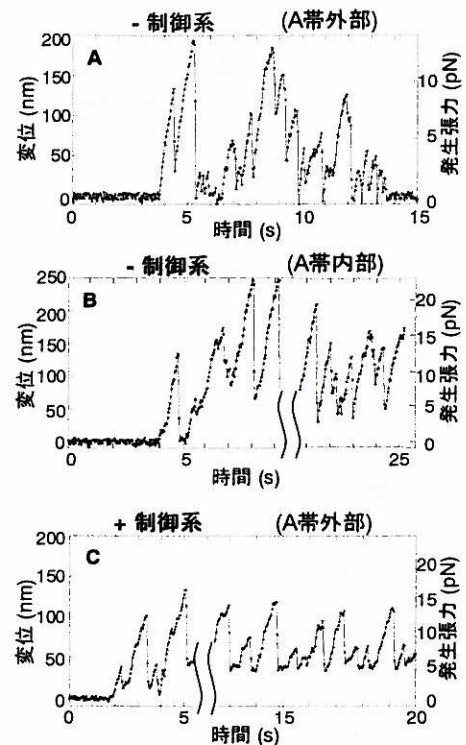 - 制御系 (A帯外部)
A
変位 (nm)
200
150
100
50
0
発生張力 (pN)
10
5
0
0 5 10 15
時間 (s)
- 制御系 (A帯内部)
B
変位 (nm)
250
200
150
100
50
0
発生張力 (pN)
20
15
10
5
0
0 5 25
時間 (s)
+ 制御系 (A帯外部)
C
変位 (nm)
200
150
100
50
0
発生張力 (pN)
20
15
10
5
0
0 5 15 20
時間 (s)